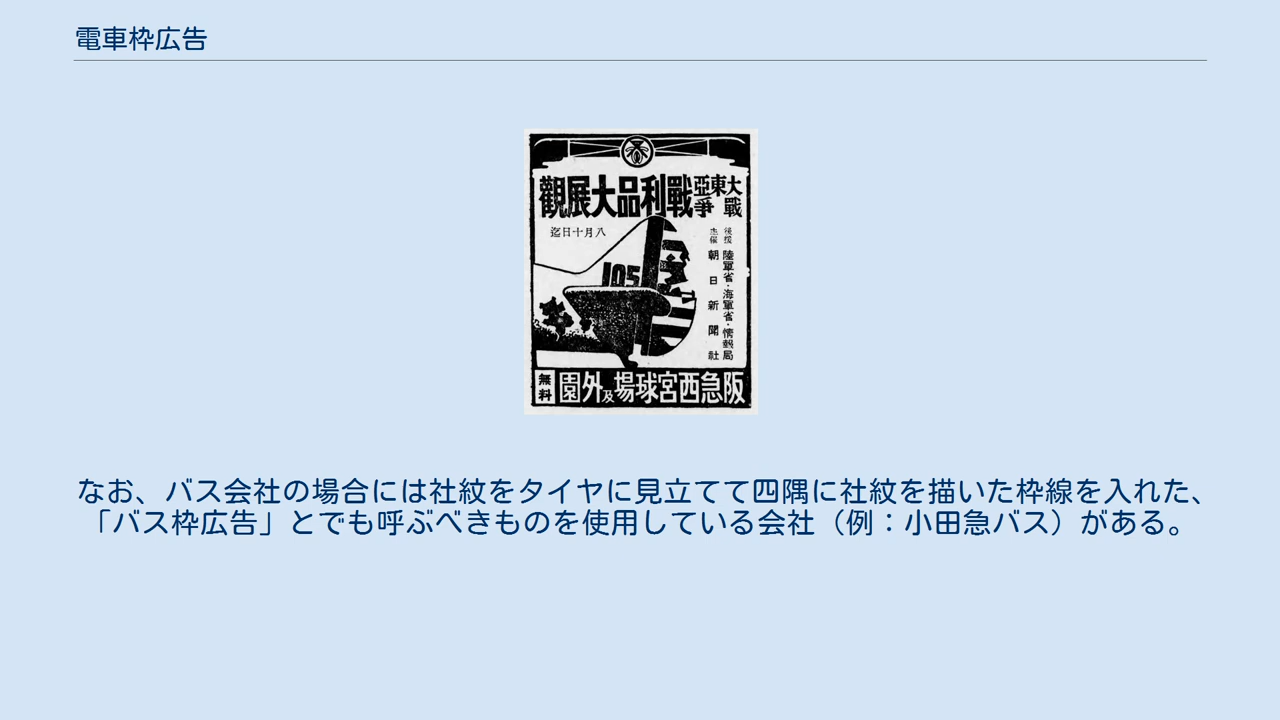 電車枠広告
大東亞戰爭戰利品大展觀
八月十日迄
後援 陸軍省・海軍省・情報局
主催 朝日新聞社
105
阪急西宮球場及外園
無料
なお、バス会社の場合には社紋をタイヤに見立てて四隅に社紋を描いた枠線を入れた、
「バス枠広告」とでも呼ぶべきものを使用している会社（例：小田急バス）がある。